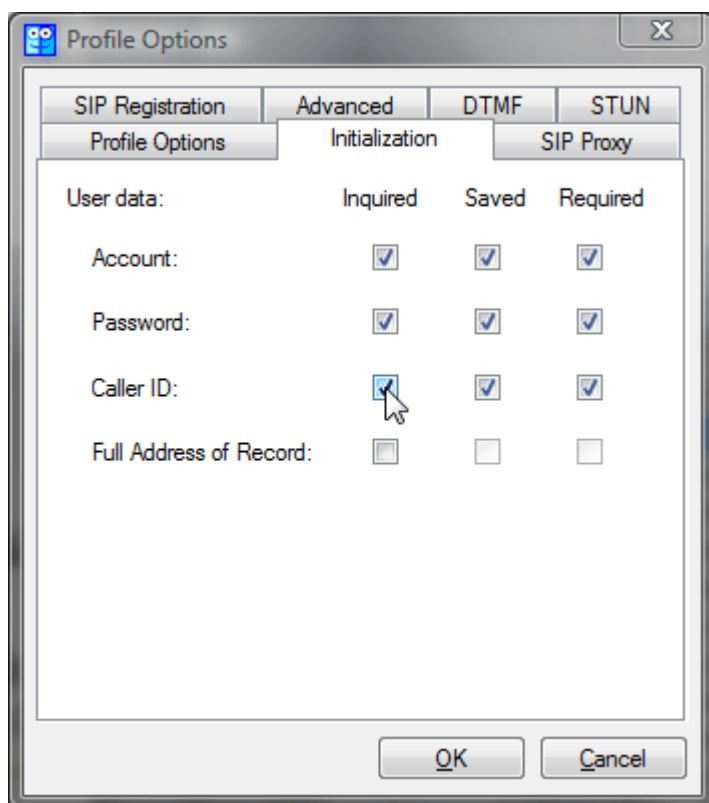 Profile Options
SIP Registration Advanced DTMF STUN
Profile Options Initialization SIP Proxy
User data: Inquired Saved Required
Account:
Password:
Caller ID:
Full Address of Record:
OK Cancel